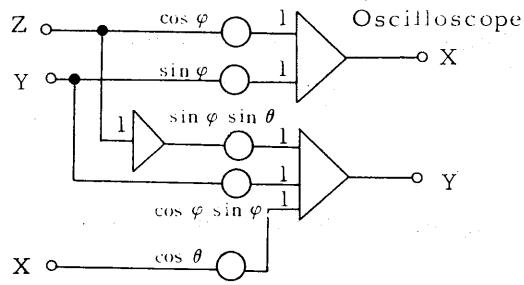 Z cos φ 1 Oscilloscope
X
Y sin φ 1
1 sin φ sin θ 1
1 Y
cos φ sin φ 1
X cos θ